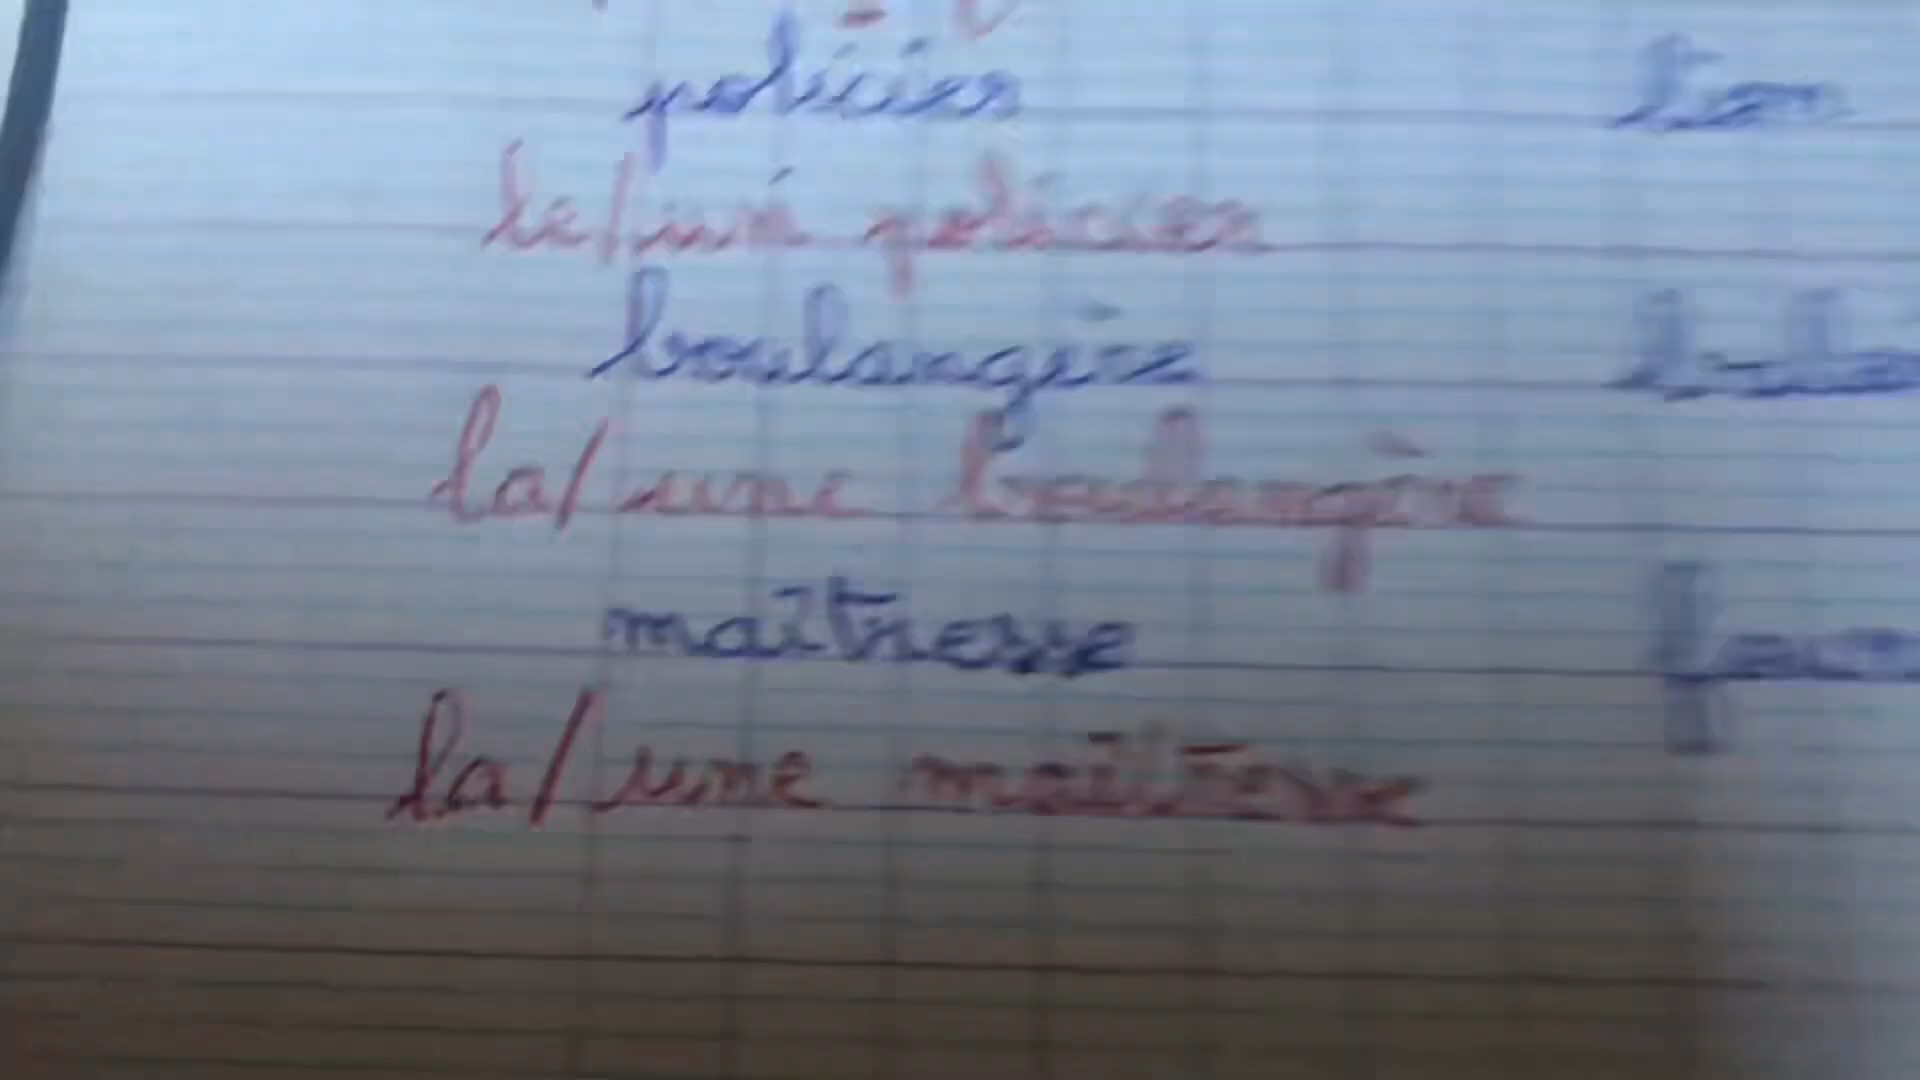 policier
le/un policier
boulangère
la/une boulangère
maîtresse
la/une maîtresse